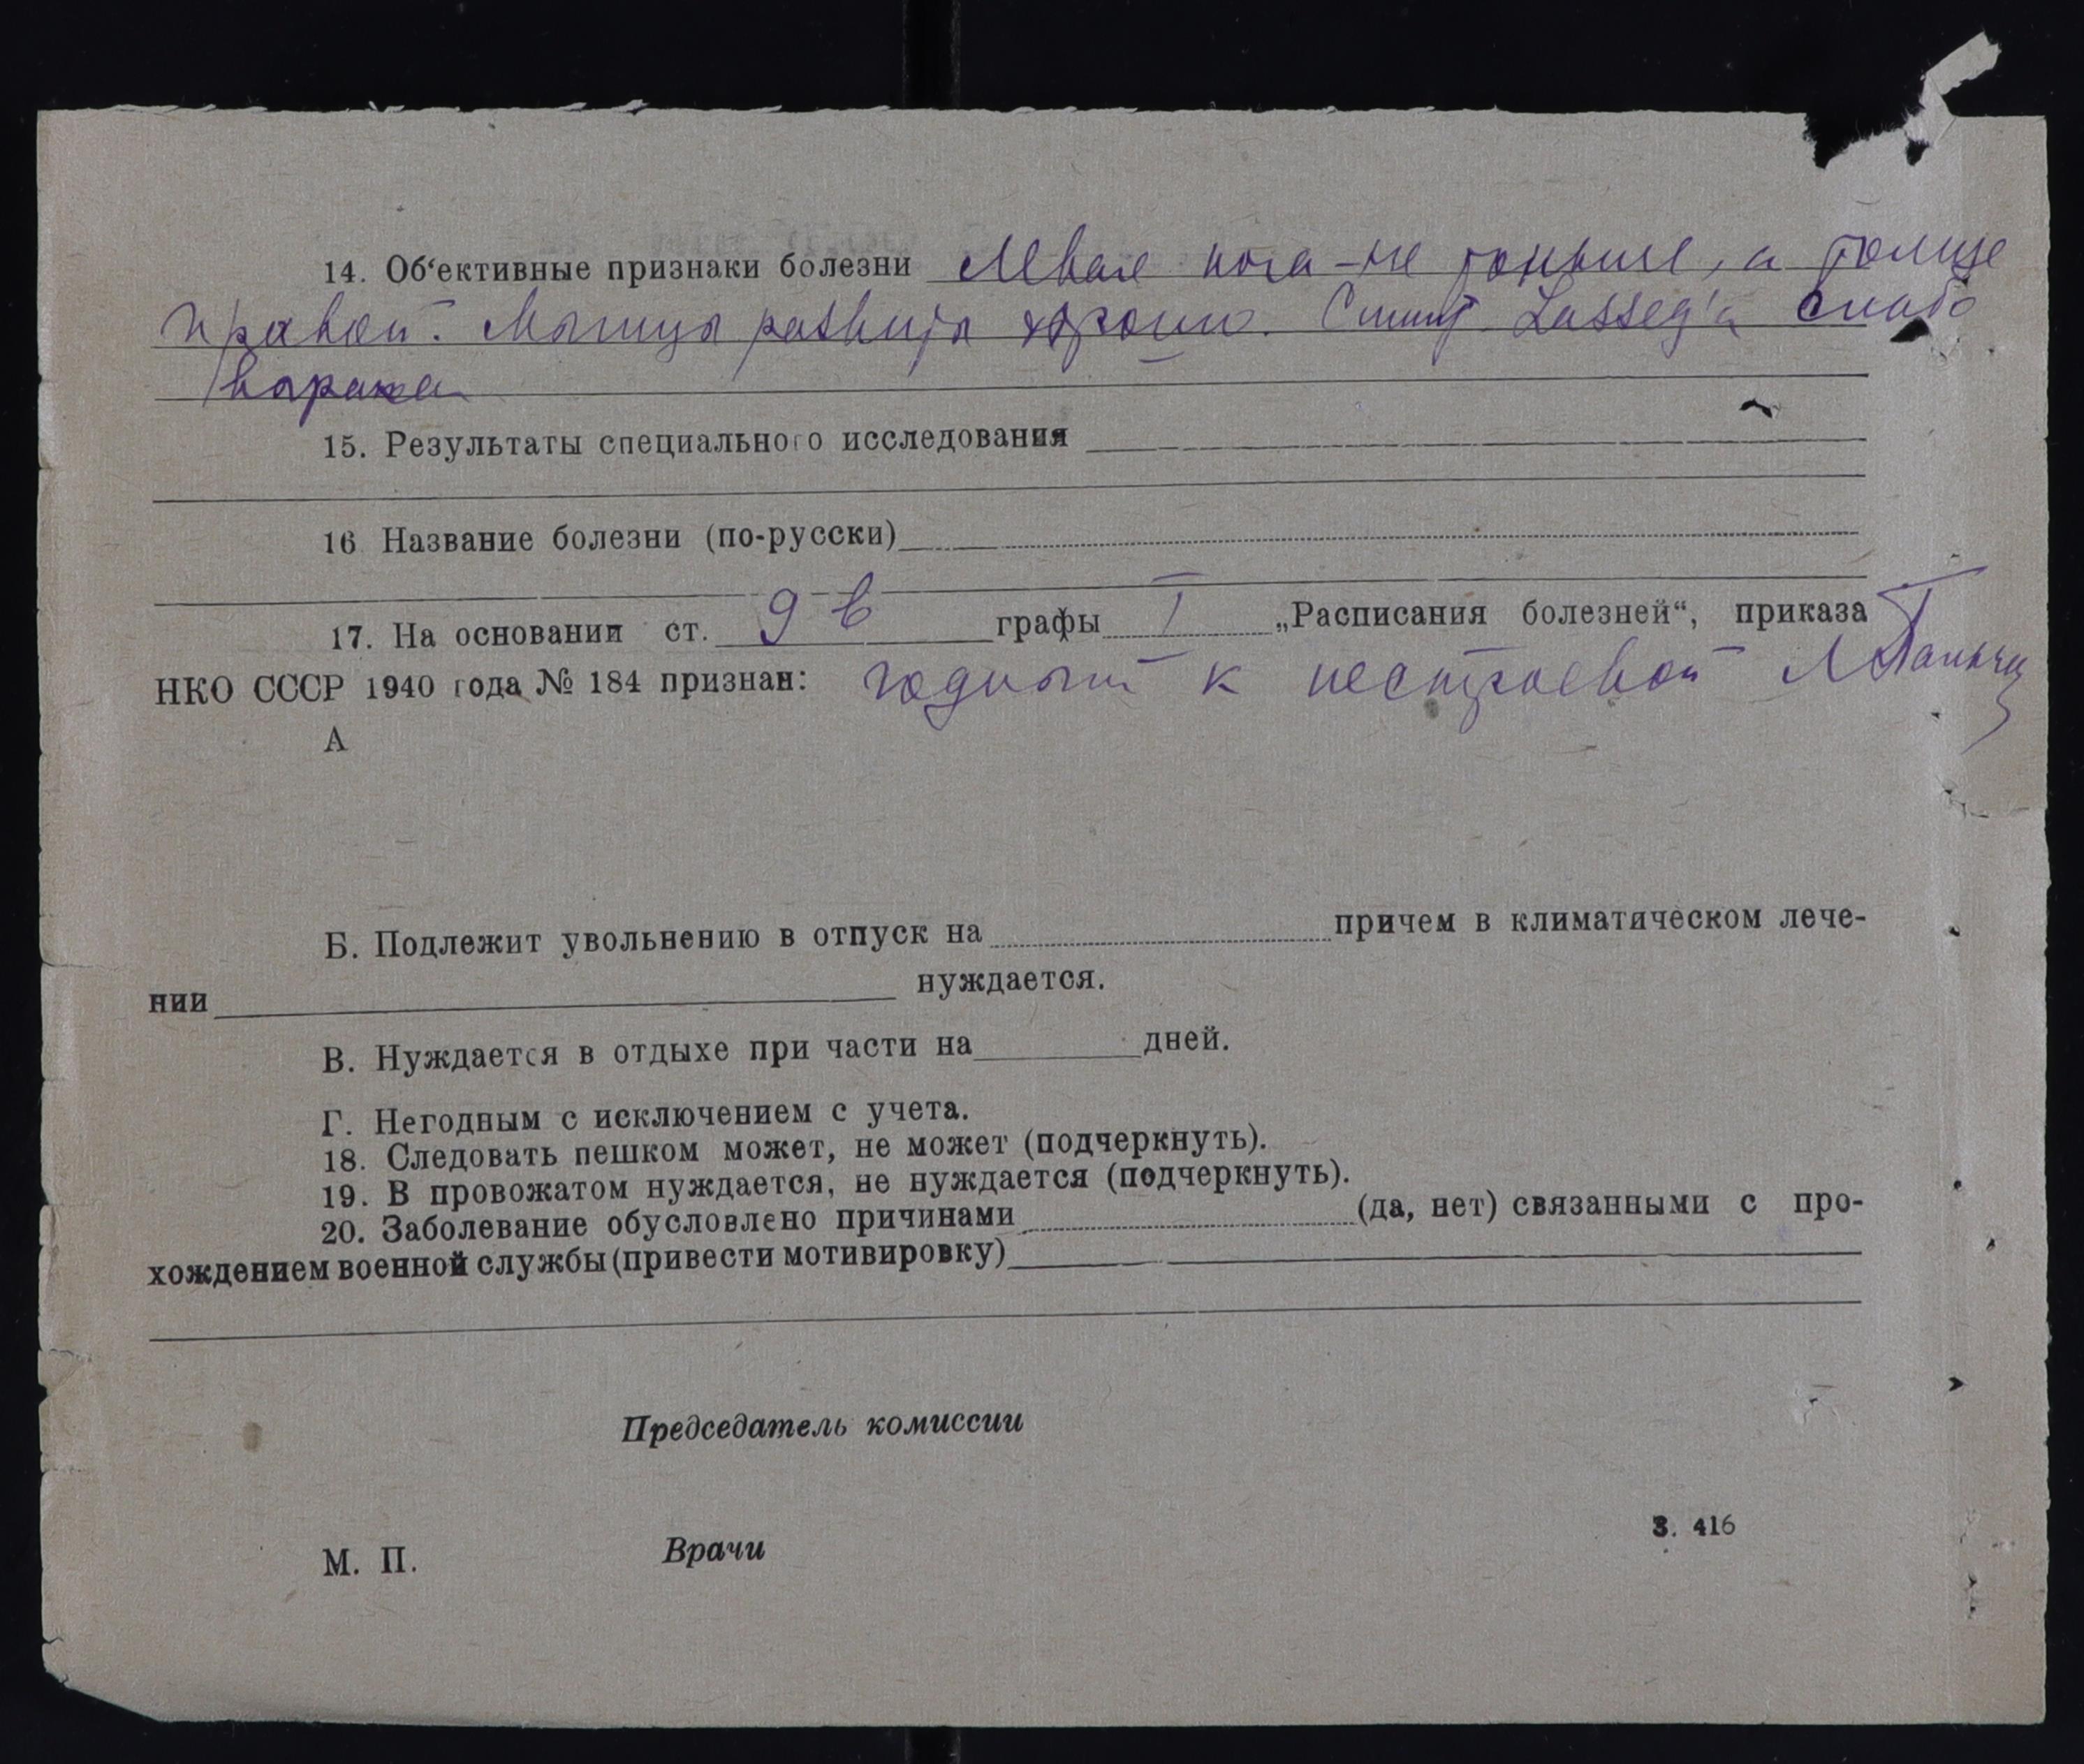 14. Об‘ективные признаки болезни Левая нога - не тоньше, а толще
правой. Мышцы развиты хорошо. Симпт. Lasseg'a слабо
выражен
15. Результаты специального исследования
16 Название болезни (по-русски)
17. На основании ст. 9 в графы I „Расписания болезней“, приказа
НКО СССР 1940 года № 184 признан: годный к нестроевой
А
Б. Подлежит увольнению в отпуск на причем в климатическом лече-
нии нуждается.
В. Нуждается в отдыхе при части на дней.
Г. Негодным с исключением с учета.
18. Следовать пешком может, не может (подчеркнуть).
19. В провожатом нуждается, не нуждается (подчеркнуть).
20. Заболевание обусловлено причинами (да, нет) связанными с про-
хождением военной службы (привести мотивировку)
Председатель комиссии
З. 416
М. П. Врачи